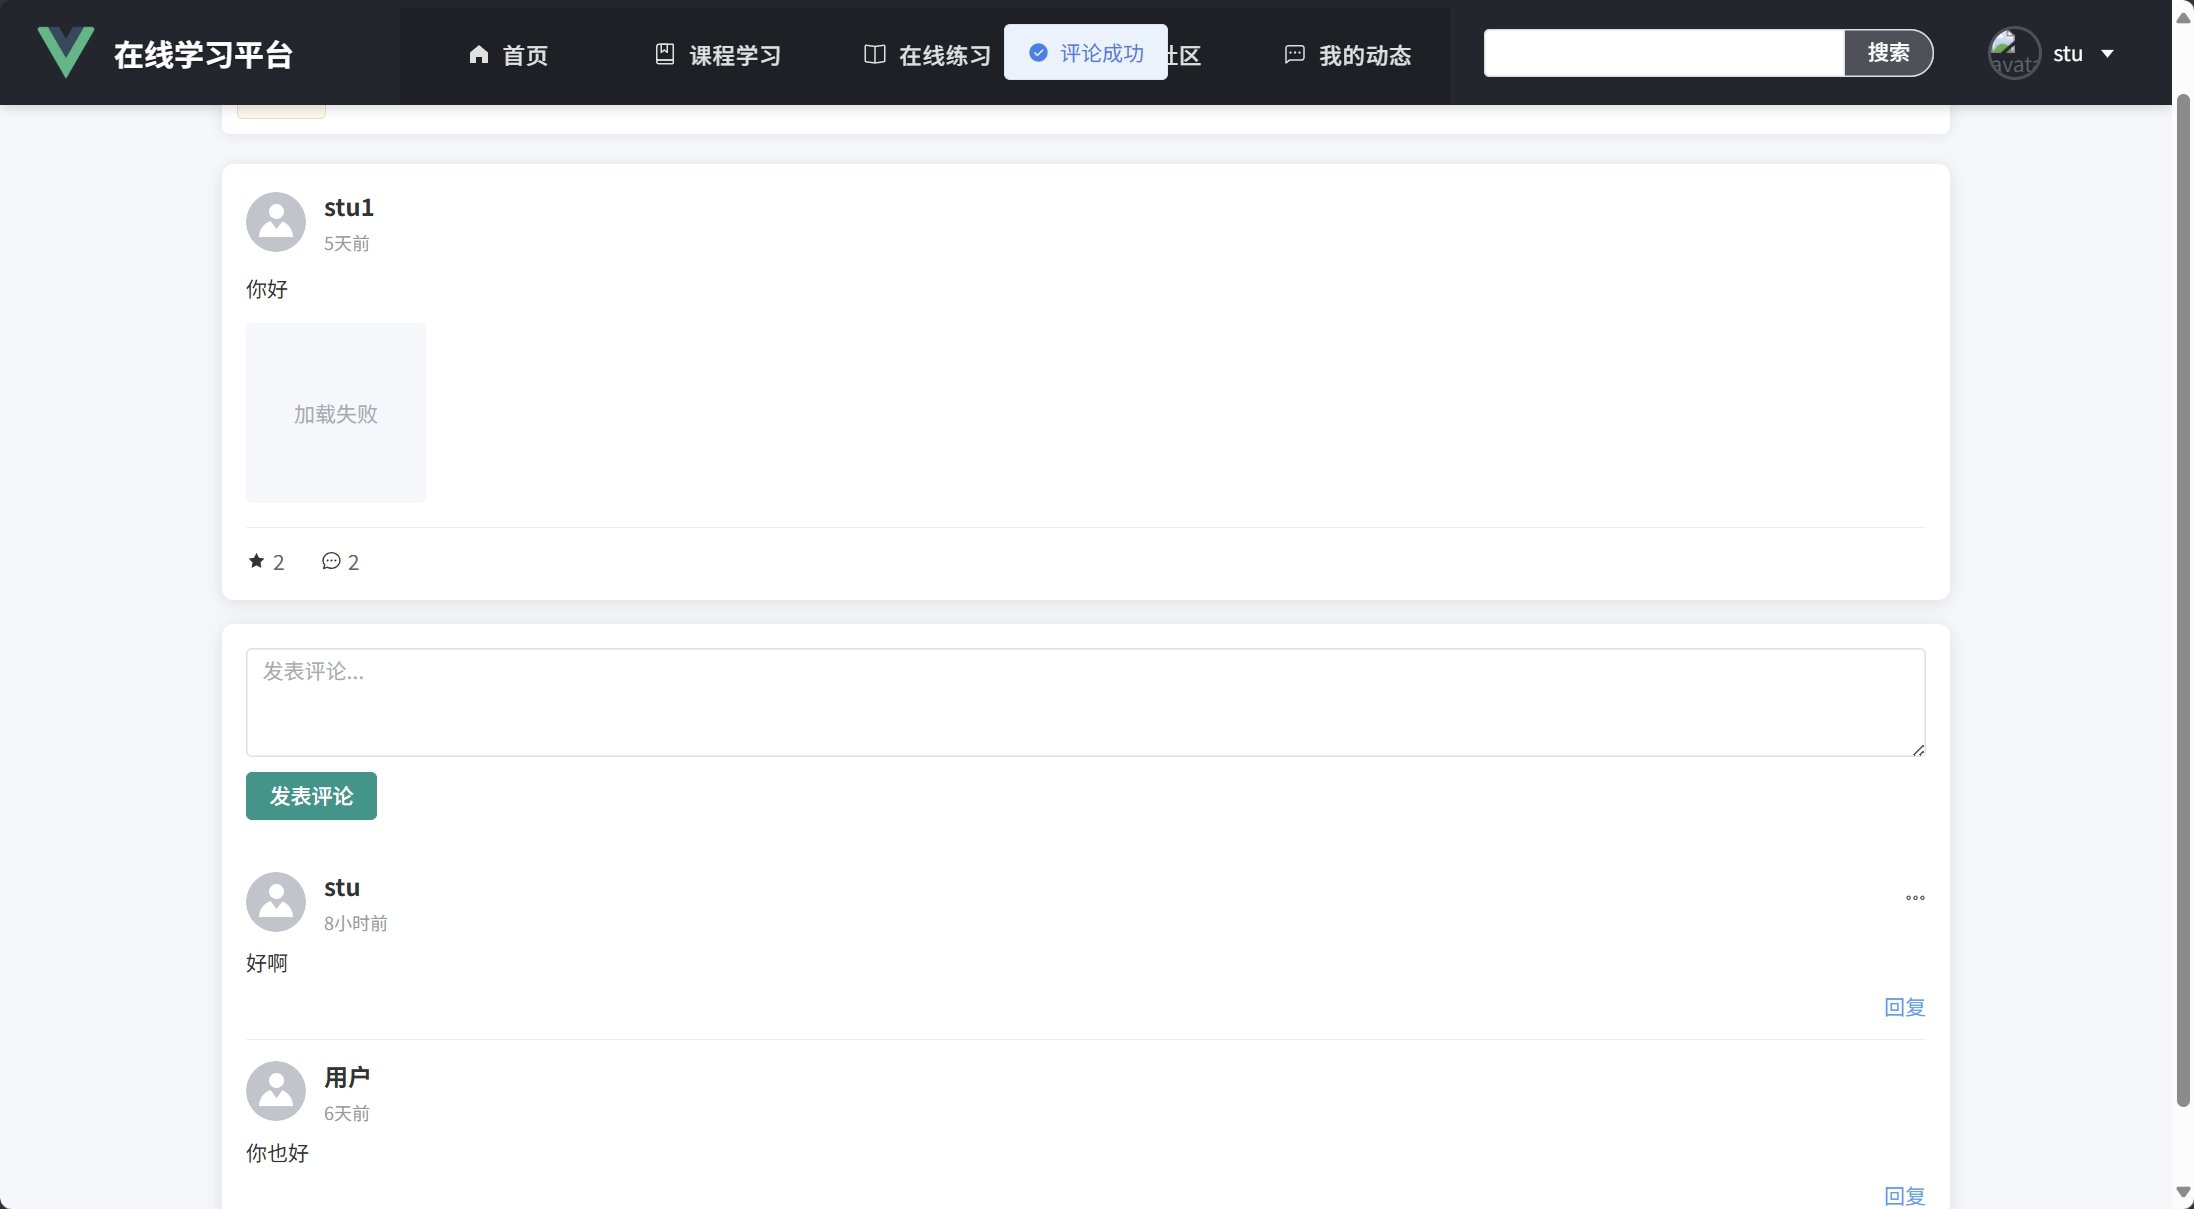 在线学习平台
首页
课程学习
在线练习
评论成功
区
我的动态
搜索
avata
stu
stu1
5天前
你好
加载失败
2
2
发表评论...
发表评论
stu
8小时前
好啊
回复
用户
6天前
你也好
回复